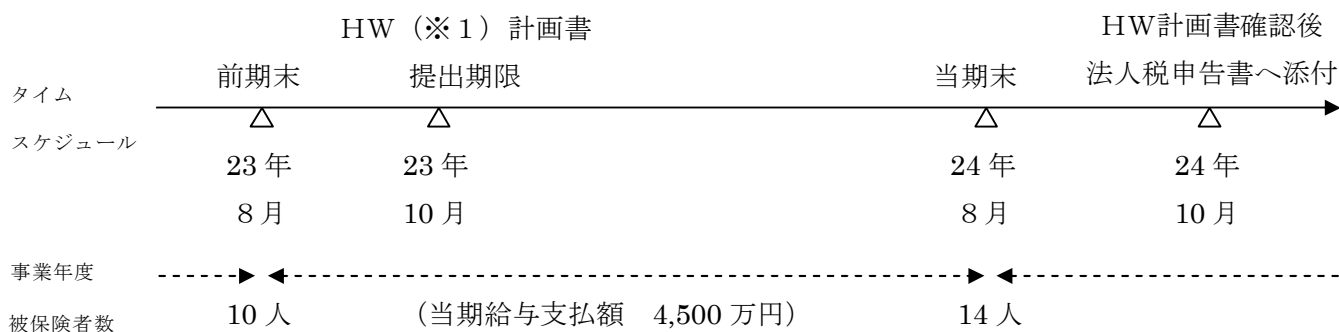 HW（※１）計画書
HW計画書確認後
前期末
提出期限
当期末
法人税申告書へ添付
タイム
スケジュール
23 年
23 年
24 年
24 年
８月
10 月
８月
10 月
事業年度
被保険者数
10 人
（当期給与支払額　4,500 万円）
14 人